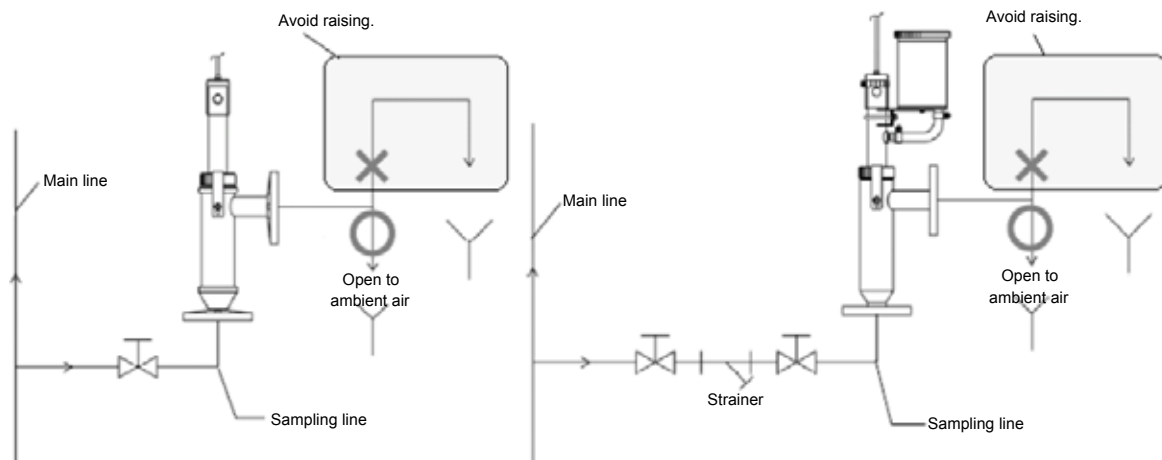 Avoid raising.
Main line
Open to
ambient air
Sampling line
Avoid raising.
Main line
Open to
ambient air
Strainer
Sampling line